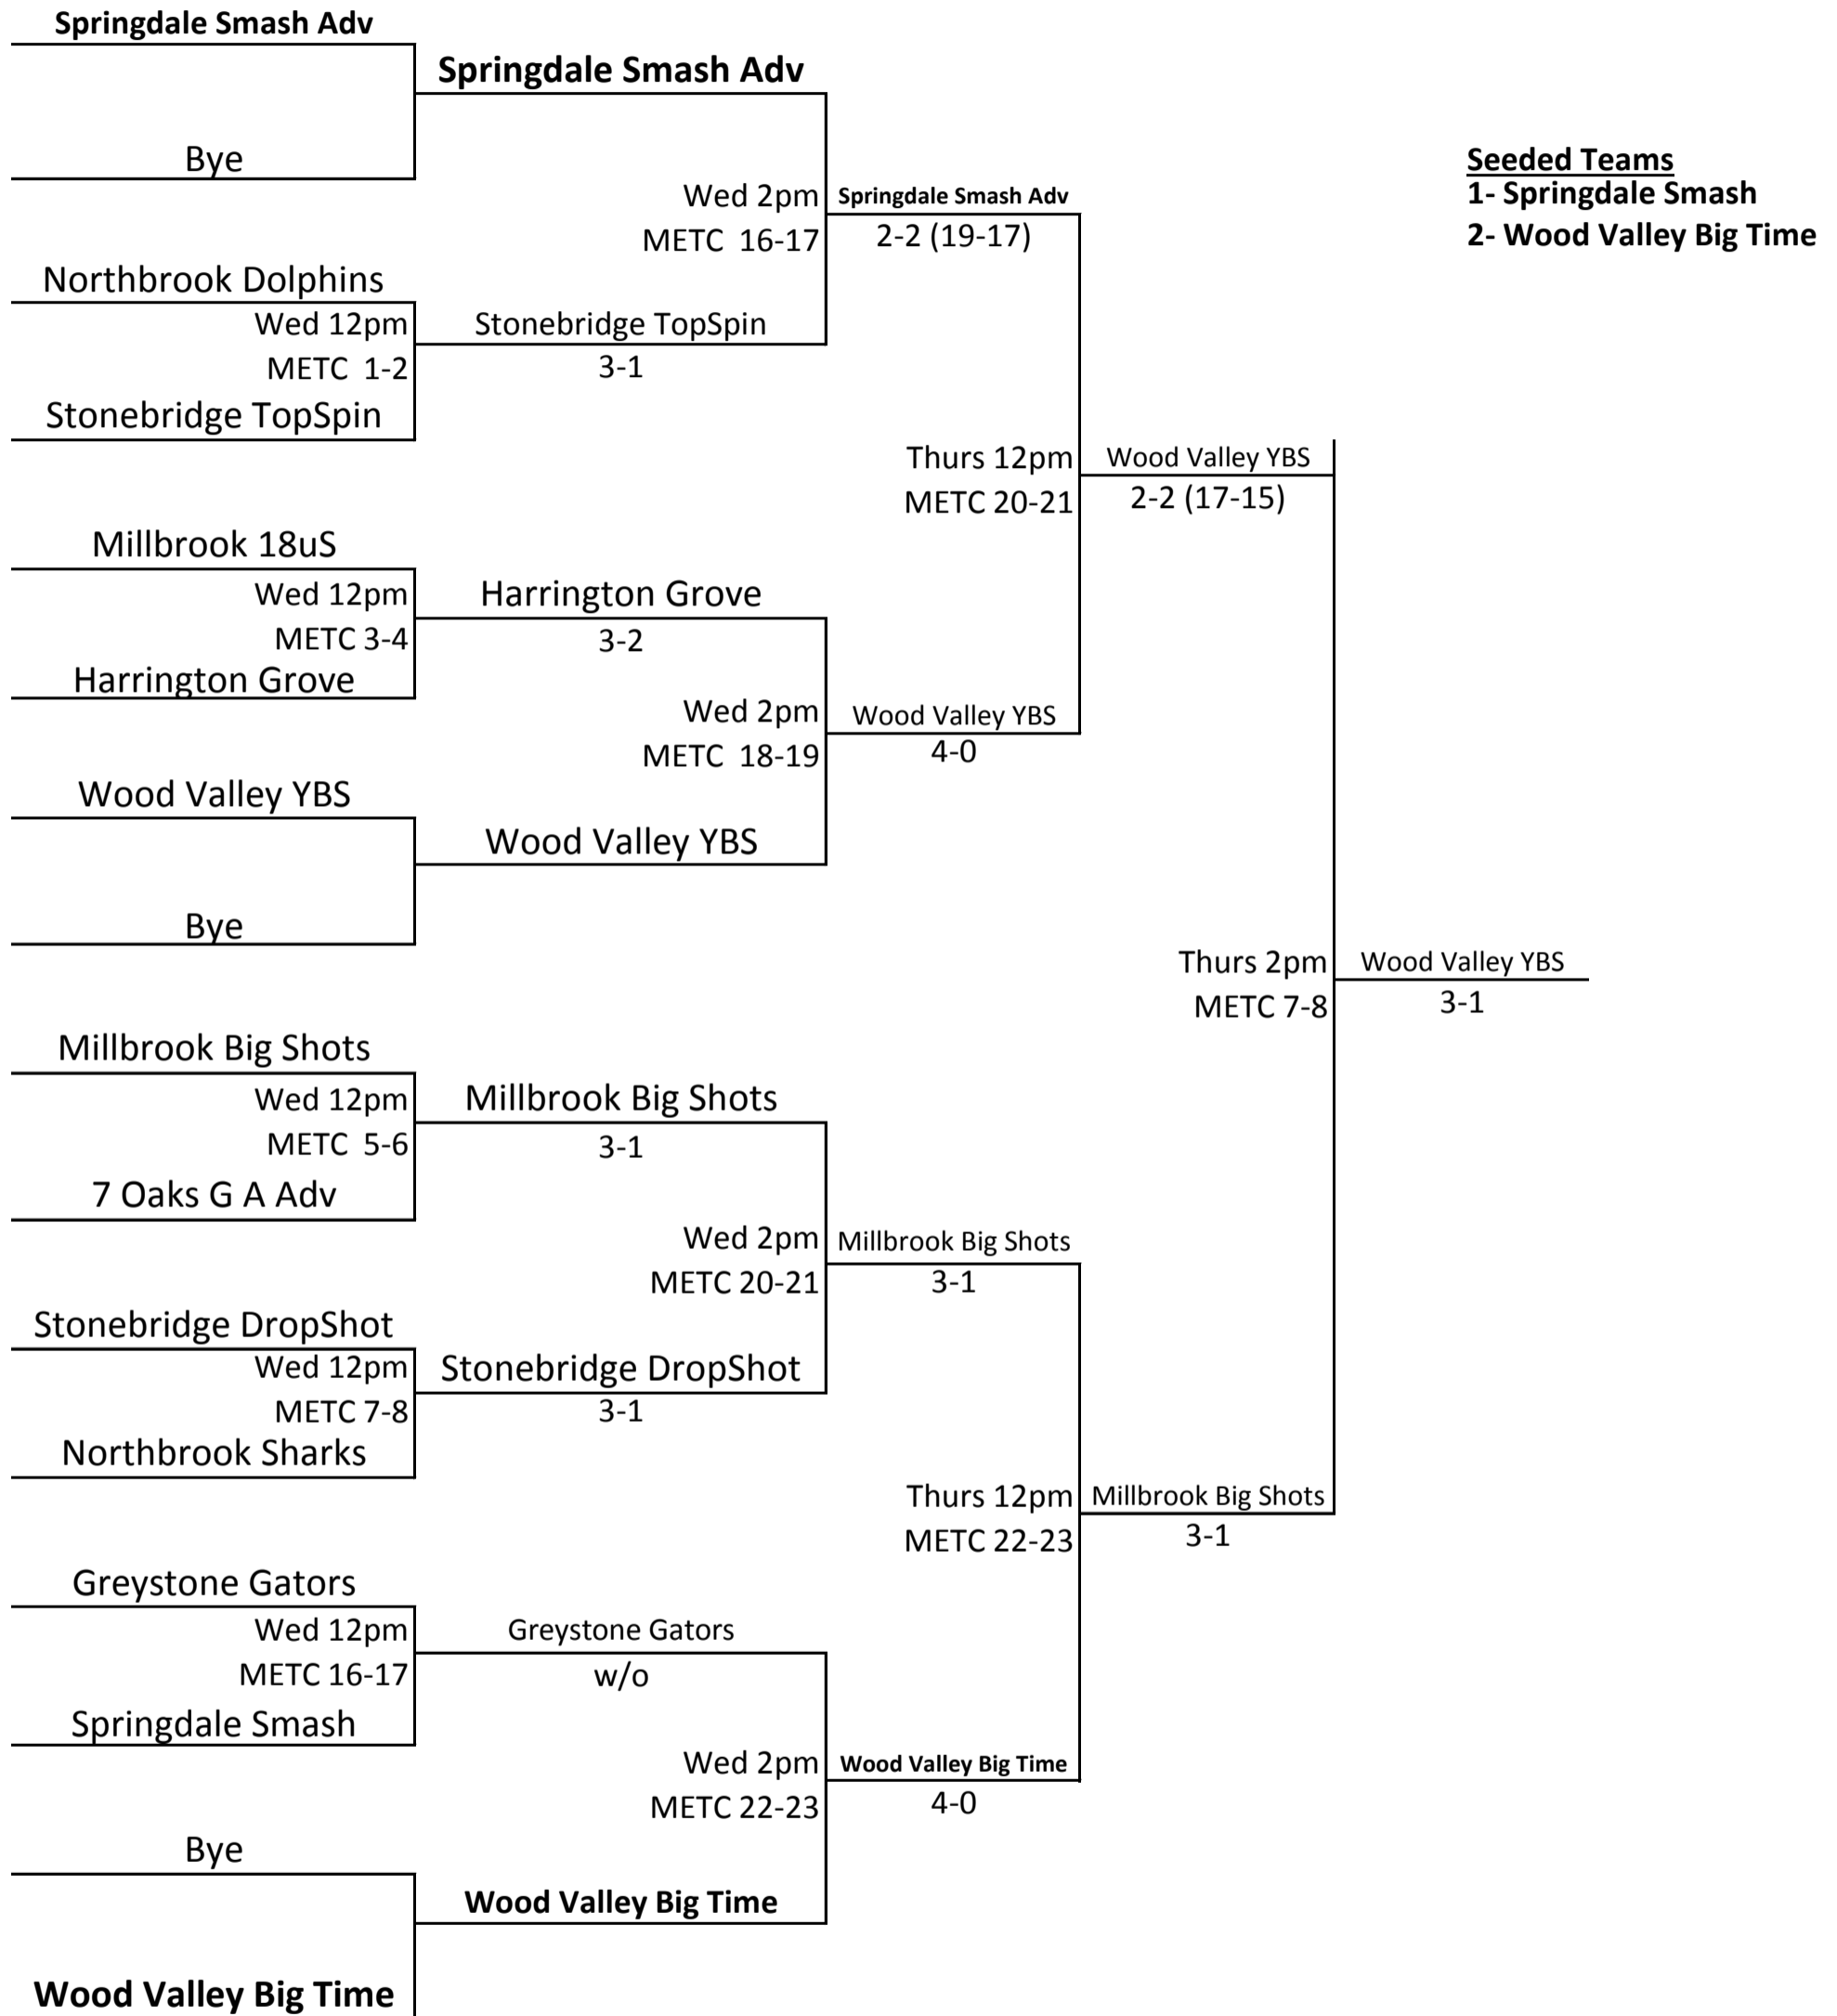 Springdale Smash Adv
Springdale Smash Adv
Bye
Seeded Teams
1- Springdale Smash
2- Wood Valley Big Time
Wed 2pm
METC  16-17
Springdale Smash Adv
2-2 (19-17)
Northbrook Dolphins
Wed 12pm
METC  1-2
Stonebridge TopSpin
Stonebridge TopSpin
3-1
Thurs 12pm
METC 20-21
Wood Valley YBS
2-2 (17-15)
Millbrook 18uS
Wed 12pm
METC 3-4
Harrington Grove
Harrington Grove
3-2
Wed 2pm
METC  18-19
Wood Valley YBS
4-0
Wood Valley YBS
Wood Valley YBS
Bye
Thurs 2pm
METC 7-8
Wood Valley YBS
3-1
Millbrook Big Shots
Wed 12pm
METC  5-6
7 Oaks G A Adv
Millbrook Big Shots
3-1
Wed 2pm
METC 20-21
Millbrook Big Shots
3-1
Stonebridge DropShot
Wed 12pm
METC 7-8
Northbrook Sharks
Stonebridge DropShot
3-1
Thurs 12pm
METC 22-23
Millbrook Big Shots
3-1
Greystone Gators
Wed 12pm
METC 16-17
Springdale Smash
Greystone Gators
w/o
Wed 2pm
METC 22-23
Wood Valley Big Time
4-0
Bye
Wood Valley Big Time
Wood Valley Big Time